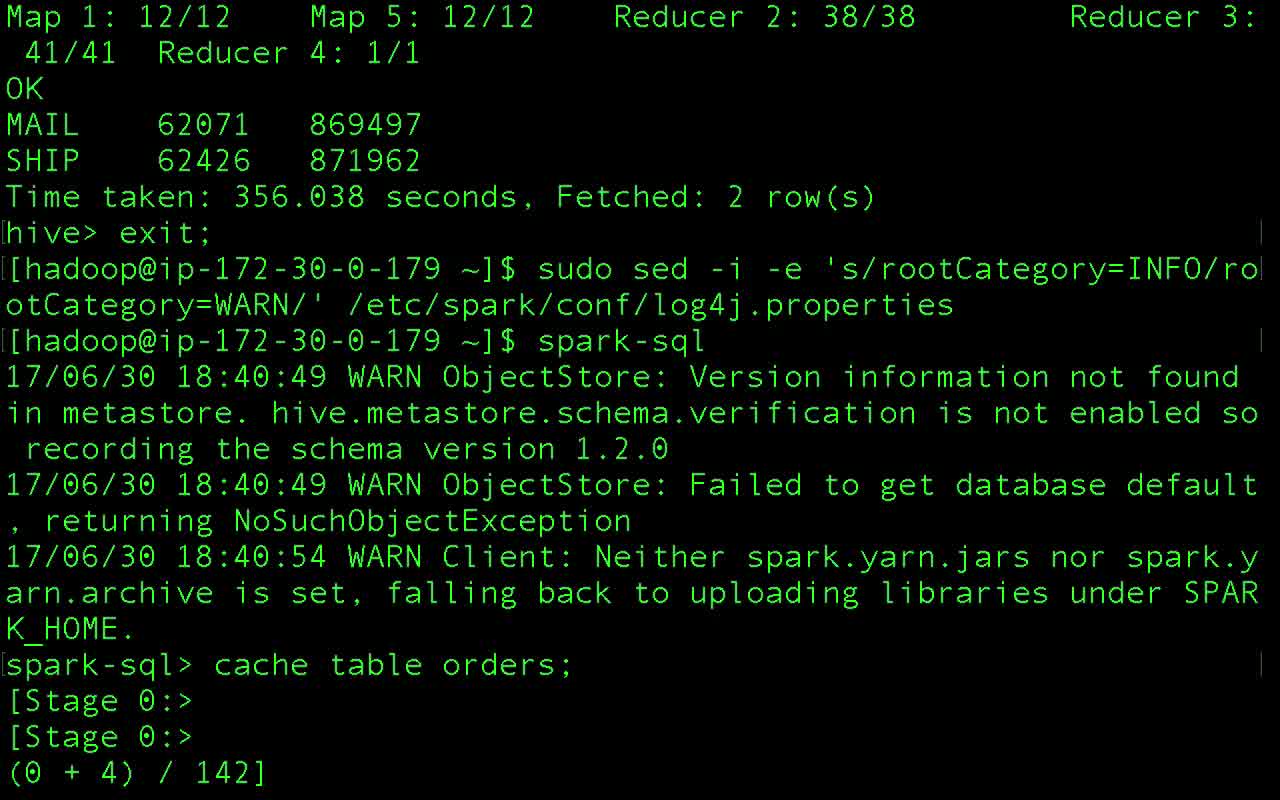 Map 1: 12/12     Map 5: 12/12     Reducer 2: 38/38          Reducer 3:
 41/41  Reducer 4: 1/1
OK
MAIL    62071   869497
SHIP    62426   871962
Time taken: 356.038 seconds, Fetched: 2 row(s)
hive> exit;
[[hadoop@ip-172-30-0-179 ~]$ sudo sed -i -e 's/rootCategory=INFO/ro
otCategory=WARN/' /etc/spark/conf/log4j.properties
[[hadoop@ip-172-30-0-179 ~]$ spark-sql
17/06/30 18:40:49 WARN ObjectStore: Version information not found
in metastore. hive.metastore.schema.verification is not enabled so
 recording the schema version 1.2.0
17/06/30 18:40:49 WARN ObjectStore: Failed to get database default
, returning NoSuchObjectException
17/06/30 18:40:54 WARN Client: Neither spark.yarn.jars nor spark.y
arn.archive is set, falling back to uploading libraries under SPAR
K_HOME.
spark-sql> cache table orders;
[Stage 0:>
[Stage 0:>
(0 + 4) / 142]